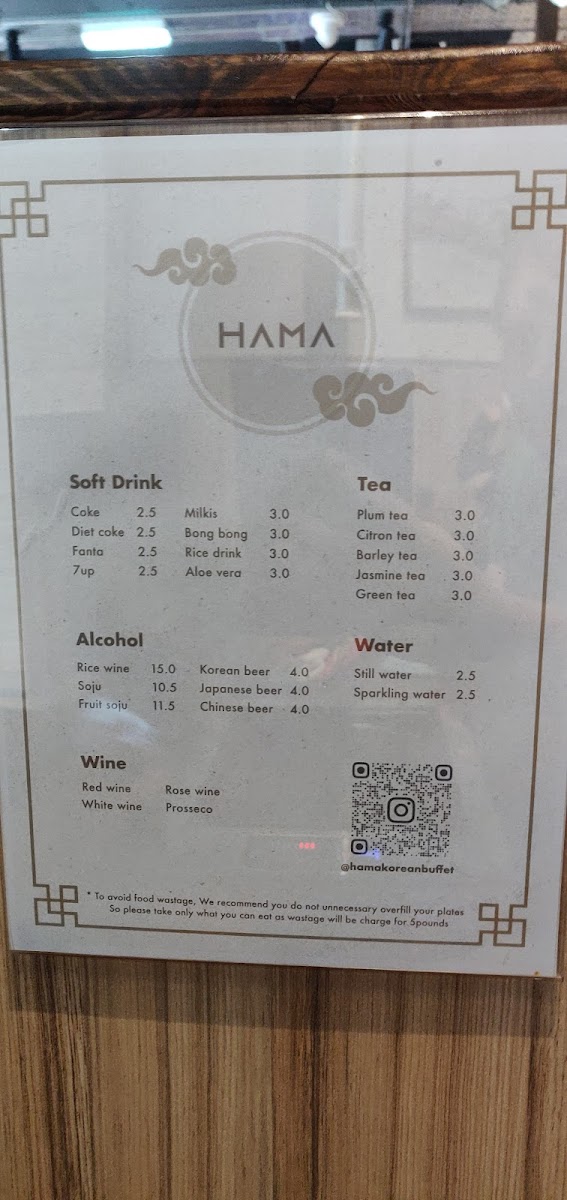 HAMA
Soft Drink
Coke 2.5 Milkis 3.0
Diet coke 2.5 Bong bong 3.0
Fanta 2.5 Rice drink 3.0
7up 2.5 Aloe vera 3.0
Tea
Plum tea 3.0
Citron tea 3.0
Barley tea 3.0
Jasmine tea 3.0
Green tea 3.0
Alcohol
Rice wine 15.0 Korean beer 4.0
Soju 10.5 Japanese beer 4.0
Fruit soju 11.5 Chinese beer 4.0
Water
Still water 2.5
Sparkling water 2.5
Wine
Red wine Rose wine
White wine Prosseco
@hamakoreanbuffet
* To avoid food wastage, We recommend you do not unnecessary overfill your plates
So please take only what you can eat as wastage will be charge for 5pounds